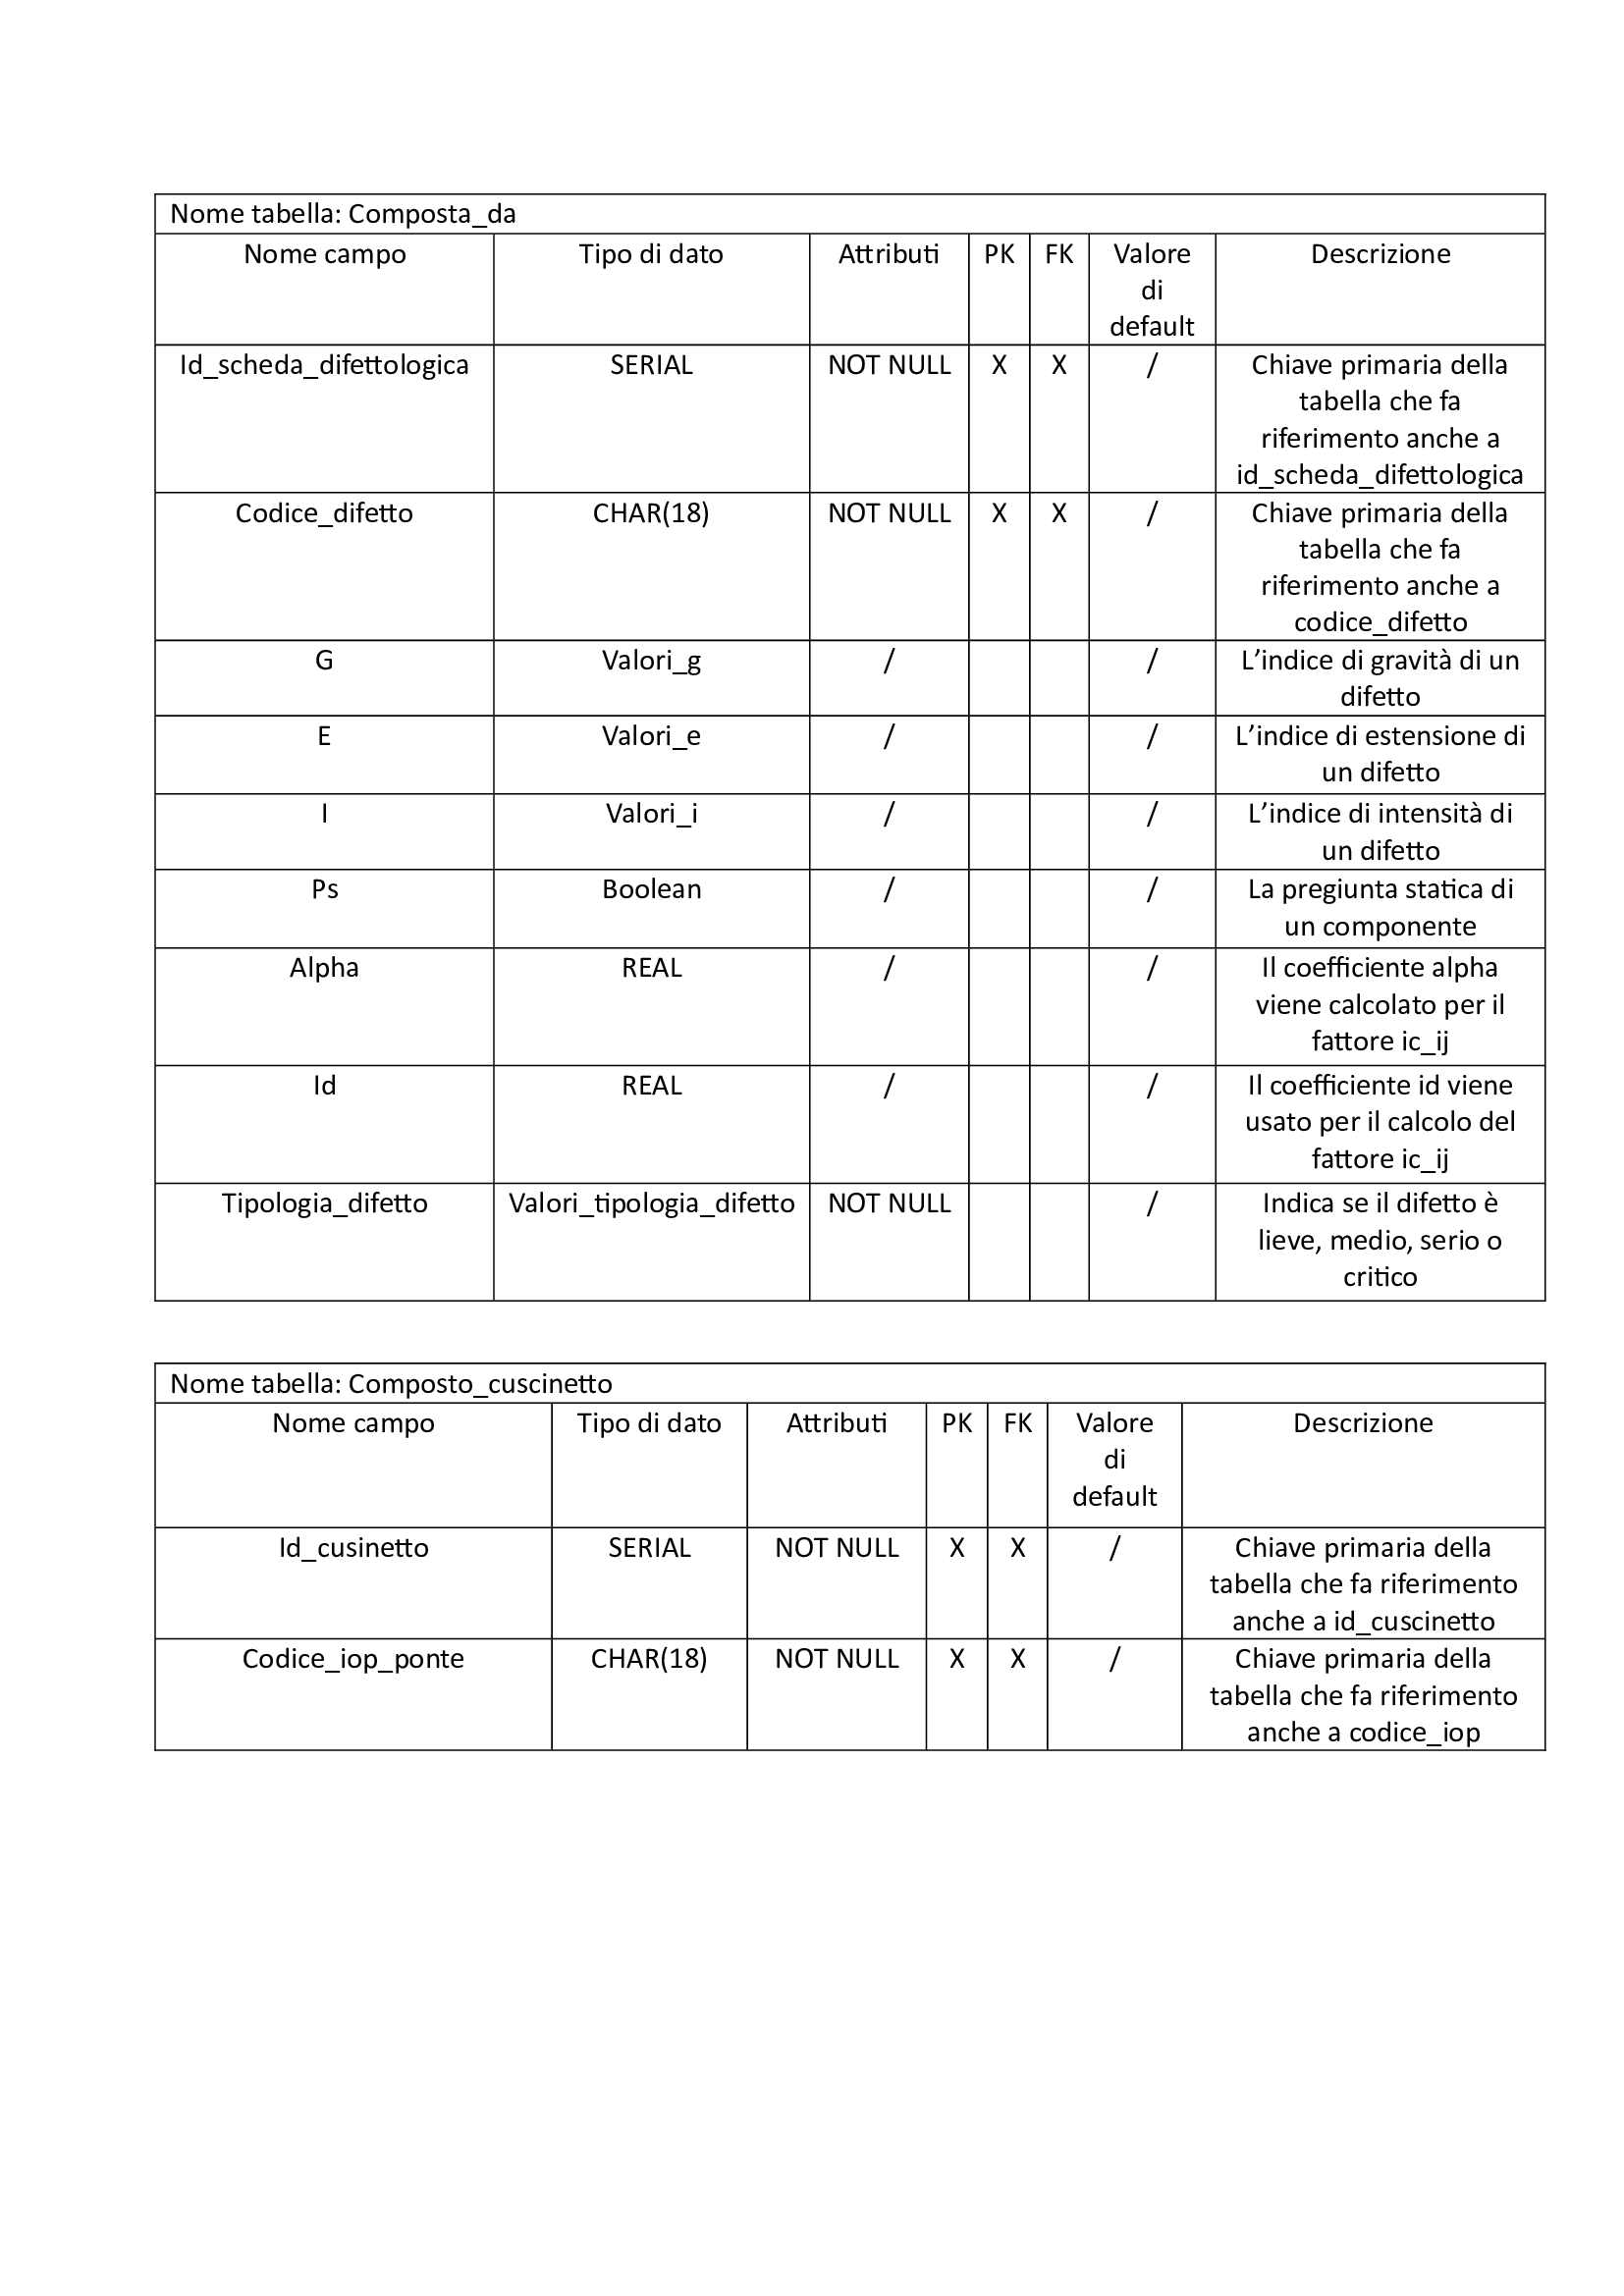 Nome tabella: Composta_da
Nome campo Tipo di dato Attributi PK FK Valore di default Descrizione
Id_scheda_difettologica SERIAL NOT NULL X X / Chiave primaria della
tabella che fa
riferimento anche a
id_scheda_difettologica
Codice_difetto CHAR(18) NOT NULL X X / Chiave primaria della
tabella che fa
riferimento anche a
codice_difetto
G Valori_g / / L’indice di gravità di un
difetto
E Valori_e / / L’indice di estensione di
un difetto
I Valori_i / / L’indice di intensità di
un difetto
Ps Boolean / / La pregiunta statica di
un componente
Alpha REAL / / Il coefficiente alpha
viene calcolato per il
fattore ic_ij
Id REAL / / Il coefficiente id viene
usato per il calcolo del
fattore ic_ij
Tipologia_difetto Valori_tipologia_difetto NOT NULL / Indica se il difetto è
lieve, medio, serio o
critico
Nome tabella: Composto_cuscinetto
Nome campo Tipo di dato Attributi PK FK Valore di default Descrizione
Id_cusinetto SERIAL NOT NULL X X / Chiave primaria della
tabella che fa riferimento
anche a id_cuscinetto
Codice_iop_ponte CHAR(18) NOT NULL X X / Chiave primaria della
tabella che fa riferimento
anche a codice_iop